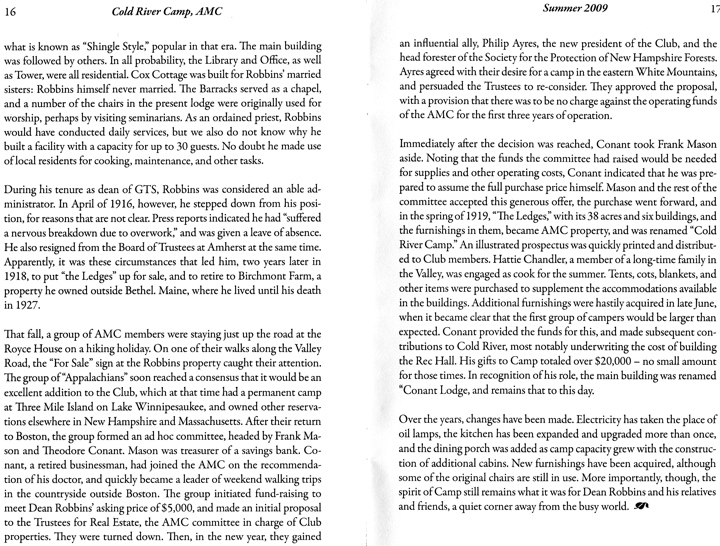 16
Cold River Camp, AMC
what is known as “Shingle Style,” popular in that era. The main building
was followed by others. In all probability, the Library and Office, as well
as Tower, were all residential. Cox Cottage was built for Robbins’ married
sisters: Robbins himself never married. The Barracks served as a chapel,
and a number of the chairs in the present lodge were originally used for
worship, perhaps by visiting seminarians. As an ordained priest, Robbins
would have conducted daily services, but we also do not know why he
built a facility with a capacity for up to 30 guests. No doubt he made use
of local residents for cooking, maintenance, and other tasks.
During his tenure as dean of GTS, Robbins was considered an able ad-
ministrator. In April of 1916, however, he stepped down from his posi-
tion, for reasons that are not clear. Press reports indicated he had “suffered
a nervous breakdown due to overwork,” and was given a leave of absence.
He also resigned from the Board of Trustees at Amherst at the same time.
Apparently, it was these circumstances that led him, two years later in
1918, to put “the Ledges” up for sale, and to retire to Birchmont Farm, a
property he owned outside Bethel. Maine, where he lived until his death
in 1927.
That fall, a group of AMC members were staying just up the road at the
Royce House on a hiking holiday. On one of their walks along the Valley
Road, the “For Sale” sign at the Robbins property caught their attention.
The group of “Appalachians” soon reached a consensus that it would be an
excellent addition to the Club, which at that time had a permanent camp
at Three Mile Island on Lake Winnipesaukee, and owned other reserva-
tions elsewhere in New Hampshire and Massachusetts. After their return
to Boston, the group formed an ad hoc committee, headed by Frank Ma-
son and Theodore Conant. Mason was treasurer of a savings bank. Co-
nant, a retired businessman, had joined the AMC on the recommenda-
tion of his doctor, and quickly became a leader of weekend walking trips
in the countryside outside Boston. The group initiated fund-raising to
meet Dean Robbins’ asking price of $5,000, and made an initial proposal
to the Trustees for Real Estate, the AMC committee in charge of Club
properties. They were turned down. Then, in the new year, they gained
Summer 2009
17
an influential ally, Philip Ayres, the new president of the Club, and the
head forester of the Society for the Protection of New Hampshire Forests.
Ayres agreed with their desire for a camp in the eastern White Mountains,
and persuaded the Trustees to re-consider. They approved the proposal,
with a provision that there was to be no charge against the operating funds
of the AMC for the first three years of operation.
Immediately after the decision was reached, Conant took Frank Mason
aside. Noting that the funds the committee had raised would be needed
for supplies and other operating costs, Conant indicated that he was pre-
pared to assume the full purchase price himself. Mason and the rest of the
committee accepted this generous offer, the purchase went forward, and
in the spring of 1919, “The Ledges,” with its 38 acres and six buildings, and
the furnishings in them, became AMC property, and was renamed “Cold
River Camp.” An illustrated prospectus was quickly printed and distribut-
ed to Club members. Hattie Chandler, a member of a long-time family in
the Valley, was engaged as cook for the summer. Tents, cots, blankets, and
other items were purchased to supplement the accommodations available
in the buildings. Additional furnishings were hastily acquired in late June,
when it became clear that the first group of campers would be larger than
expected. Conant provided the funds for this, and made subsequent con-
tributions to Cold River, most notably underwriting the cost of building
the Rec Hall. His gifts to Camp totaled over $20,000 – no small amount
for those times. In recognition of his role, the main building was renamed
“Conant Lodge, and remains that to this day.
Over the years, changes have been made. Electricity has taken the place of
oil lamps, the kitchen has been expanded and upgraded more than once,
and the dining porch was added as camp capacity grew with the construc-
tion of additional cabins. New furnishings have been acquired, although
some of the original chairs are still in use. More importantly, though, the
spirit of Camp still remains what it was for Dean Robbins and his relatives
and friends, a quiet corner away from the busy world.